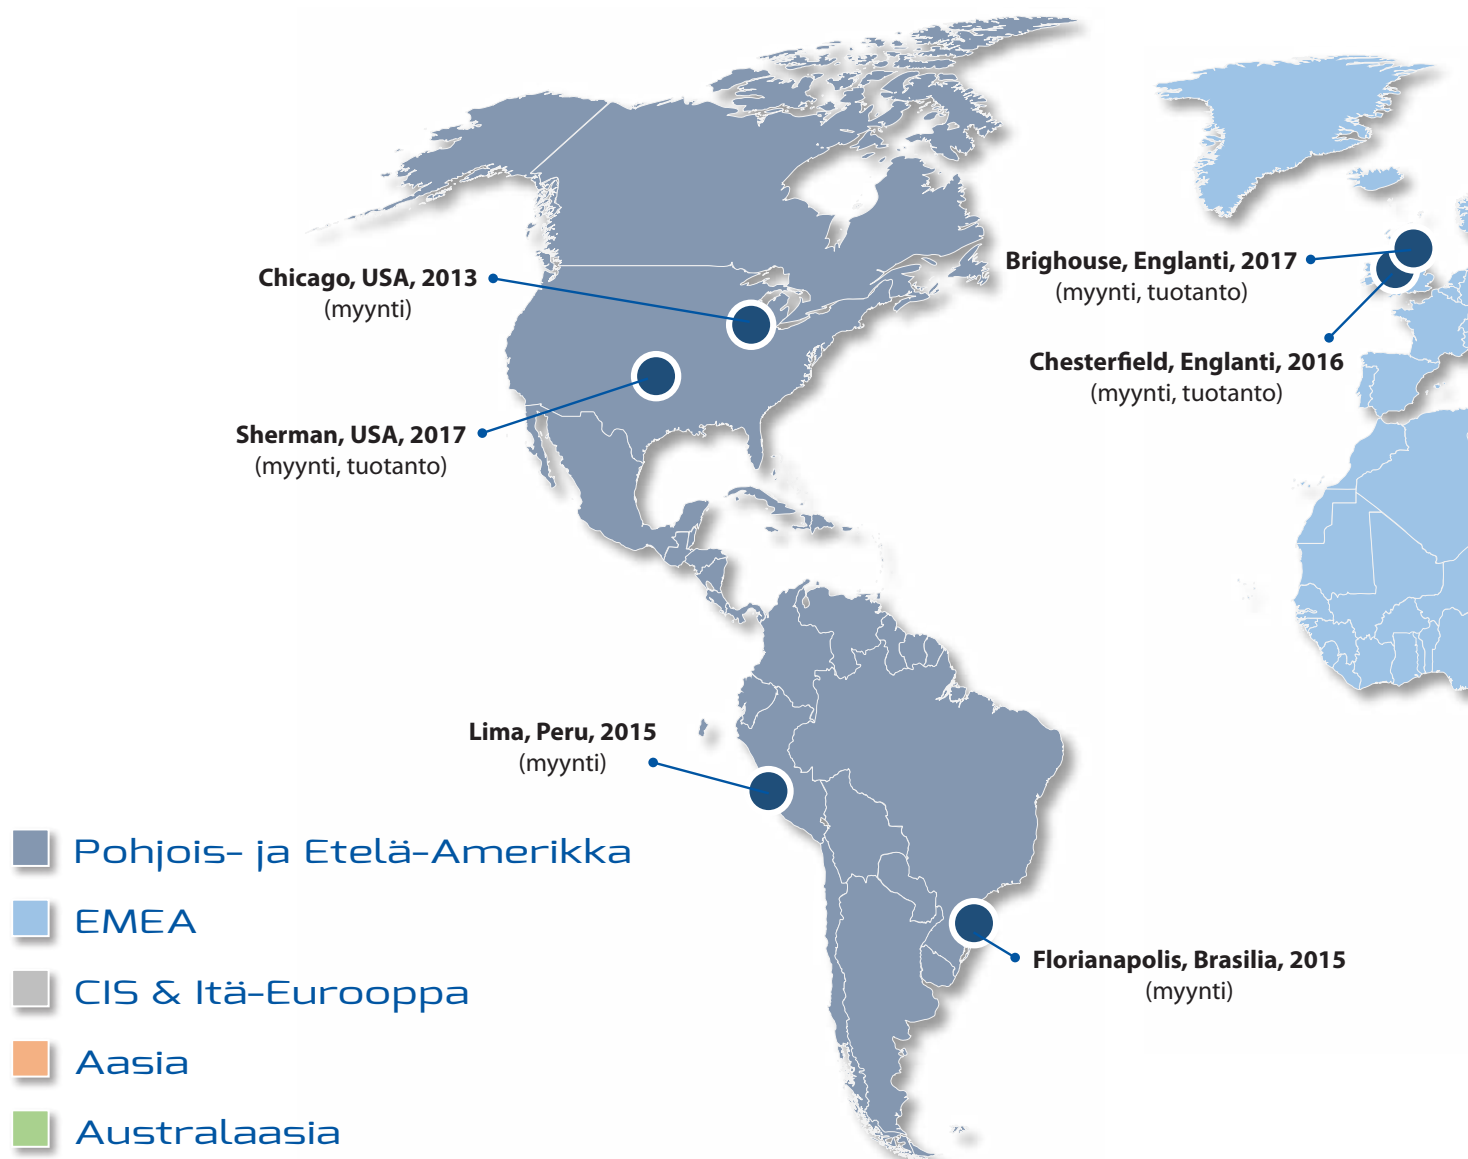 Chicago, USA, 2013
(myynti)
Brighouse, Englanti, 2017
(myynti, tuotanto)
Chesterfield, Englanti, 2016
(myynti, tuotanto)
Sherman, USA, 2017
(myynti, tuotanto)
Lima, Peru, 2015
(myynti)
Florianapolis, Brasilia, 2015
(myynti)
Pohjois- ja Etelä-Amerikka
EMEA
CIS & Itä-Eurooppa
Aasia
Australaasia